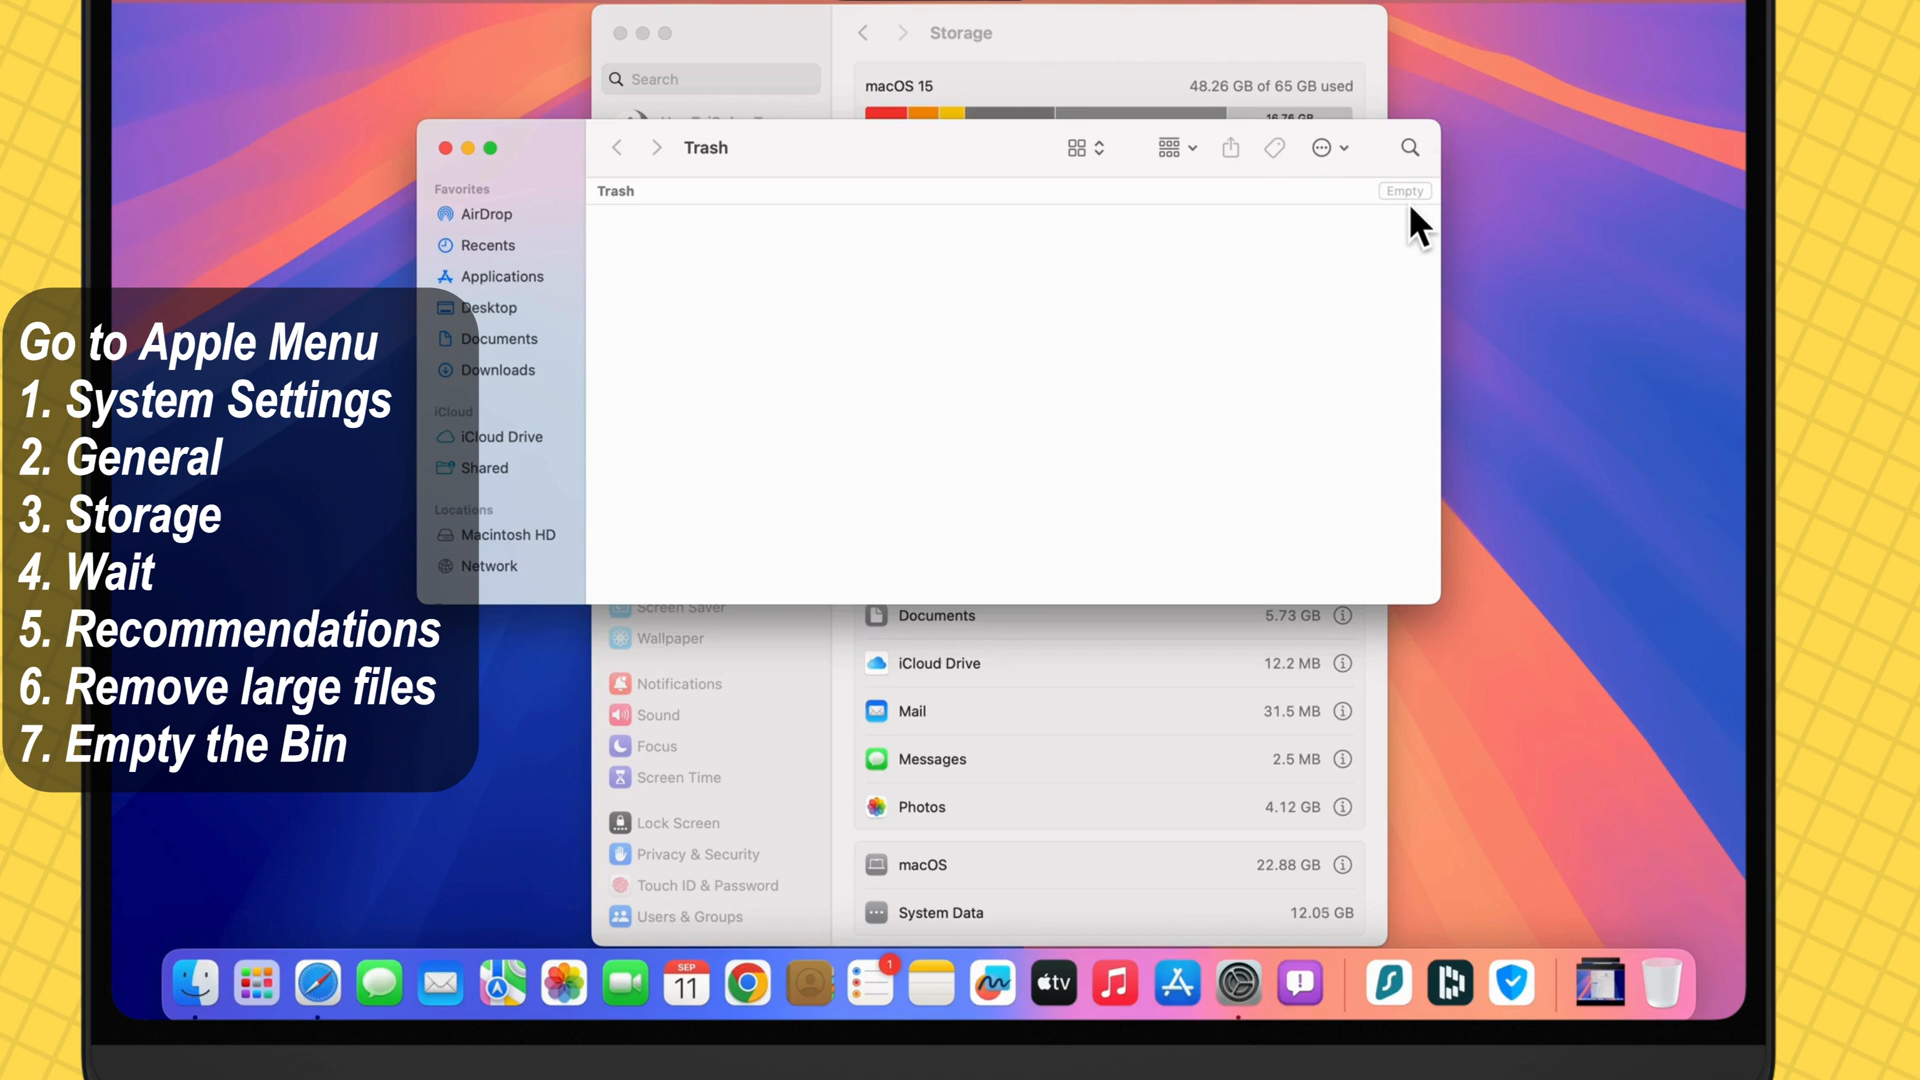 Storage
Search
macOS 15
48.26 GB of 65 GB used
Trash
Trash
Empty
Favorites
AirDrop
Recents
Applications
Desktop
Documents
Downloads
iCloud
iCloud Drive
Shared
Locations
Macintosh HD
Network
Go to Apple Menu
1. System Settings
2. General
3. Storage
4. Wait
5. Recommendations
6. Remove large files
7. Empty the Bin
Screen Saver
Wallpaper
Notifications
Sound
Focus
Screen Time
Lock Screen
Privacy & Security
Touch ID & Password
Users & Groups
Documents 5.73 GB
iCloud Drive 12.2 MB
Mail 31.5 MB
Messages 2.5 MB
Photos 4.12 GB
macOS 22.88 GB
System Data 12.05 GB
SEP
11
1
tv